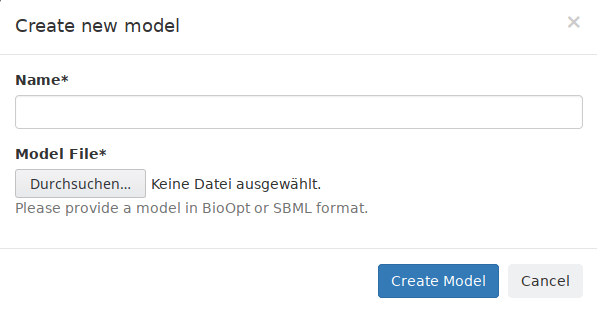 Create new model ×
Name*
Model File*
Durchsuchen... Keine Datei ausgewählt.
Please provide a model in BioOpt or SBML format.
Create Model Cancel